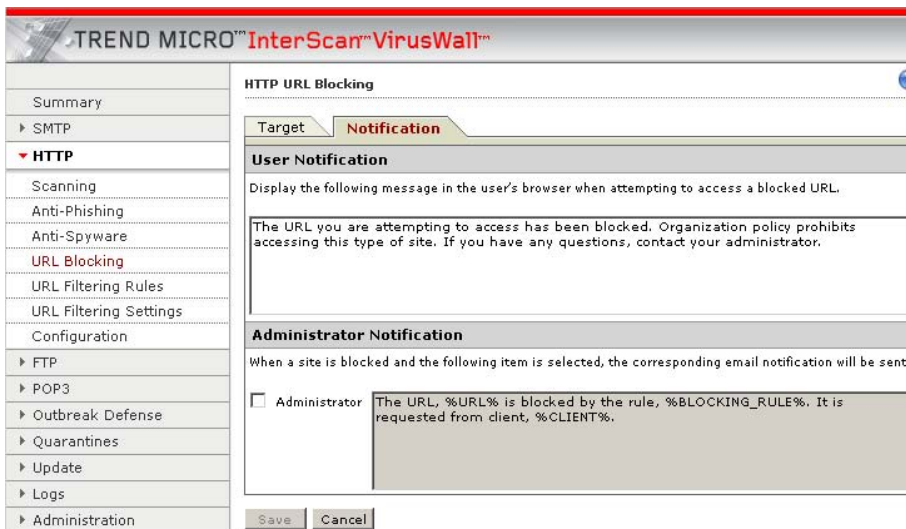 TREND MICRO™ InterScan™ VirusWall™
Summary
SMTP
HTTP
Scanning
Anti-Phishing
Anti-Spyware
URL Blocking
URL Filtering Rules
URL Filtering Settings
Configuration
FTP
POP3
Outbreak Defense
Quarantines
Update
Logs
Administration
HTTP URL Blocking
Target
Notification
User Notification
Display the following message in the user's browser when attempting to access a blocked URL.
The URL you are attempting to access has been blocked. Organization policy prohibits
accessing this type of site. If you have any questions, contact your administrator.
Administrator Notification
When a site is blocked and the following item is selected, the corresponding email notification will be sent
Administrator
The URL, %URL% is blocked by the rule, %BLOCKING_RULE%. It is
requested from client, %CLIENT%.
Save
Cancel